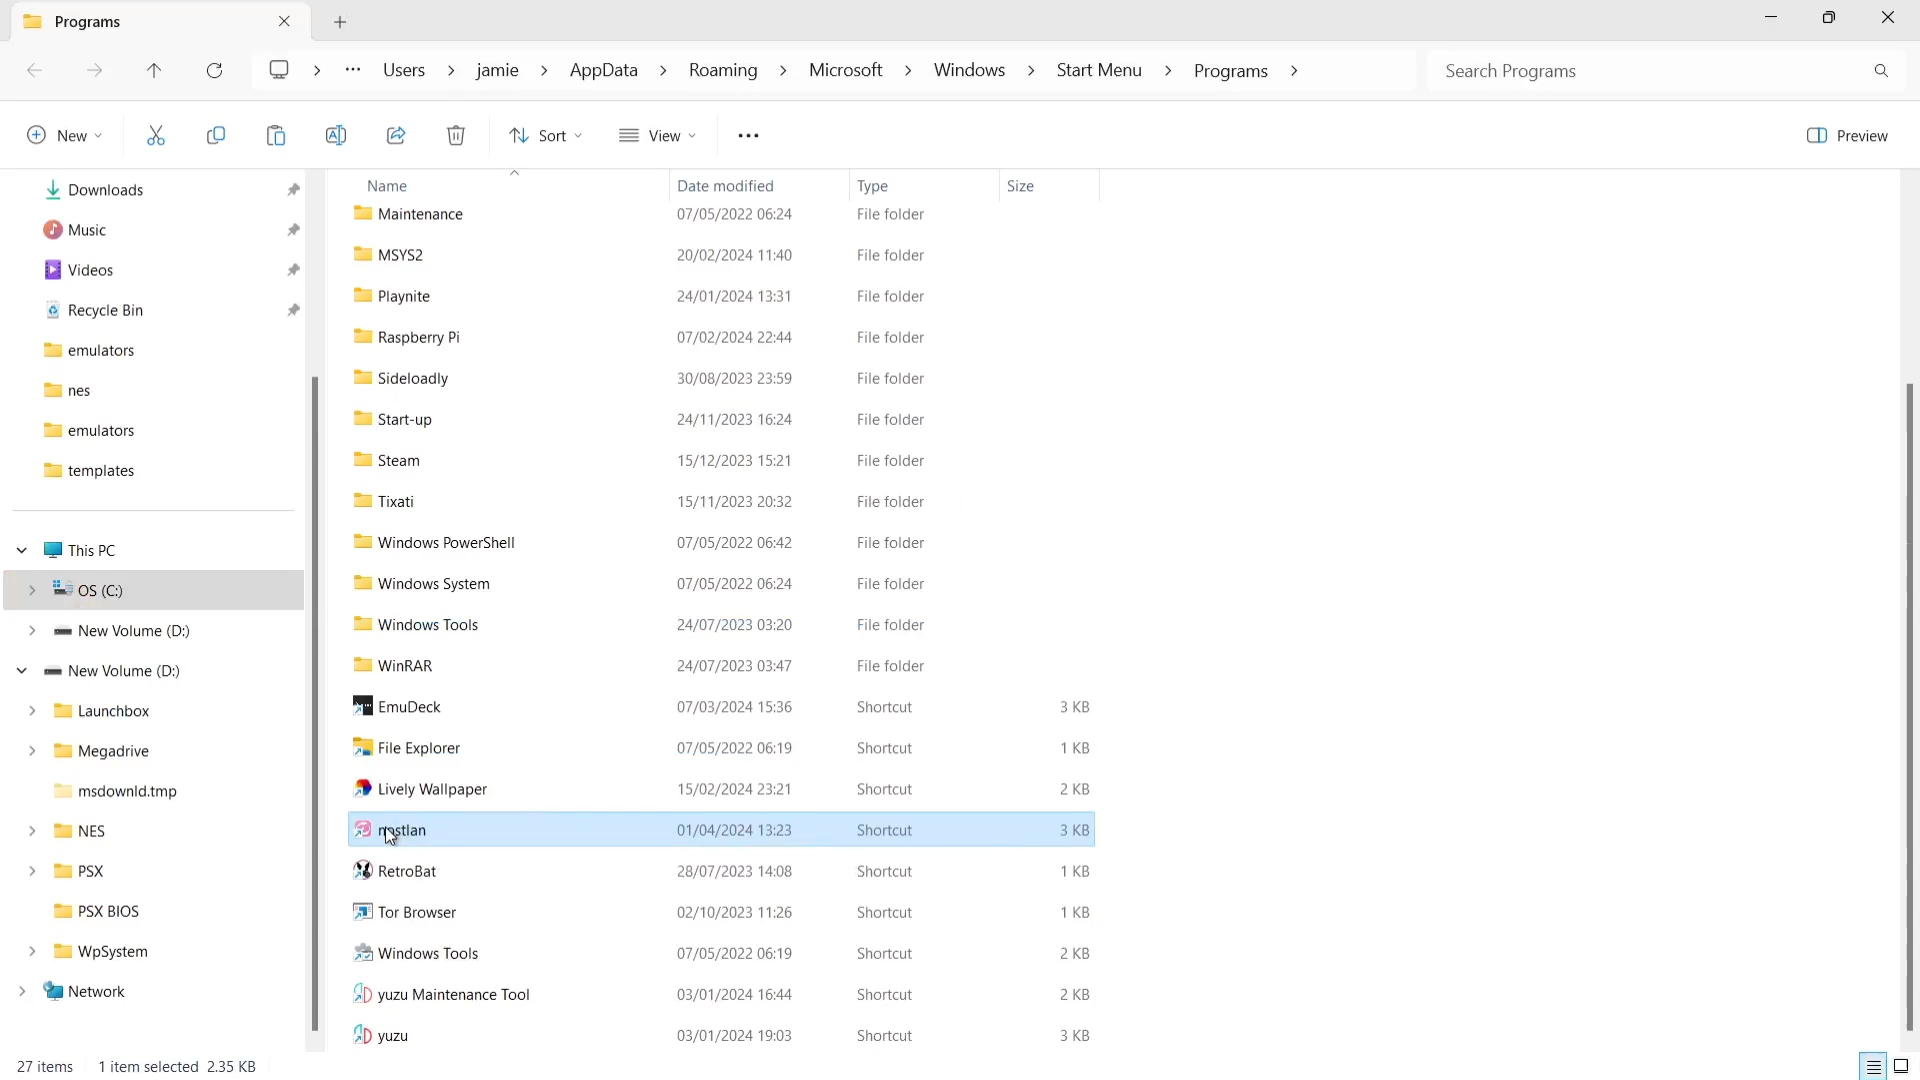 Programs
Users > jamie > AppData > Roaming > Microsoft > Windows > Start Menu > Programs >
Search Programs
New
Sort
View
Preview
Name Date modified Type Size
Downloads
Music
Videos
Recycle Bin
emulators
nes
emulators
templates
This PC
OS (C:)
New Volume (D:)
New Volume (D:)
Launchbox
Megadrive
msdownld.tmp
NES
PSX
PSX BIOS
WpSystem
Network
Maintenance 07/05/2022 06:24 File folder
MSYS2 20/02/2024 11:40 File folder
Playnite 24/01/2024 13:31 File folder
Raspberry Pi 07/02/2024 22:44 File folder
Sideloadly 30/08/2023 23:59 File folder
Start-up 24/11/2023 16:24 File folder
Steam 15/12/2023 15:21 File folder
Tixati 15/11/2023 20:32 File folder
Windows PowerShell 07/05/2022 06:42 File folder
Windows System 07/05/2022 06:24 File folder
Windows Tools 24/07/2023 03:20 File folder
WinRAR 24/07/2023 03:47 File folder
EmuDeck 07/03/2024 15:36 Shortcut 3 KB
File Explorer 07/05/2022 06:19 Shortcut 1 KB
Lively Wallpaper 15/02/2024 23:21 Shortcut 2 KB
01/04/2024 13:23 Shortcut 3 KB
RetroBat 28/07/2023 14:08 Shortcut 1 KB
Tor Browser 02/10/2023 11:26 Shortcut 1 KB
Windows Tools 07/05/2022 06:19 Shortcut 2 KB
yuzu Maintenance Tool 03/01/2024 16:44 Shortcut 2 KB
yuzu 03/01/2024 19:03 Shortcut 3 KB
27 items 1 item selected 2.35 KB